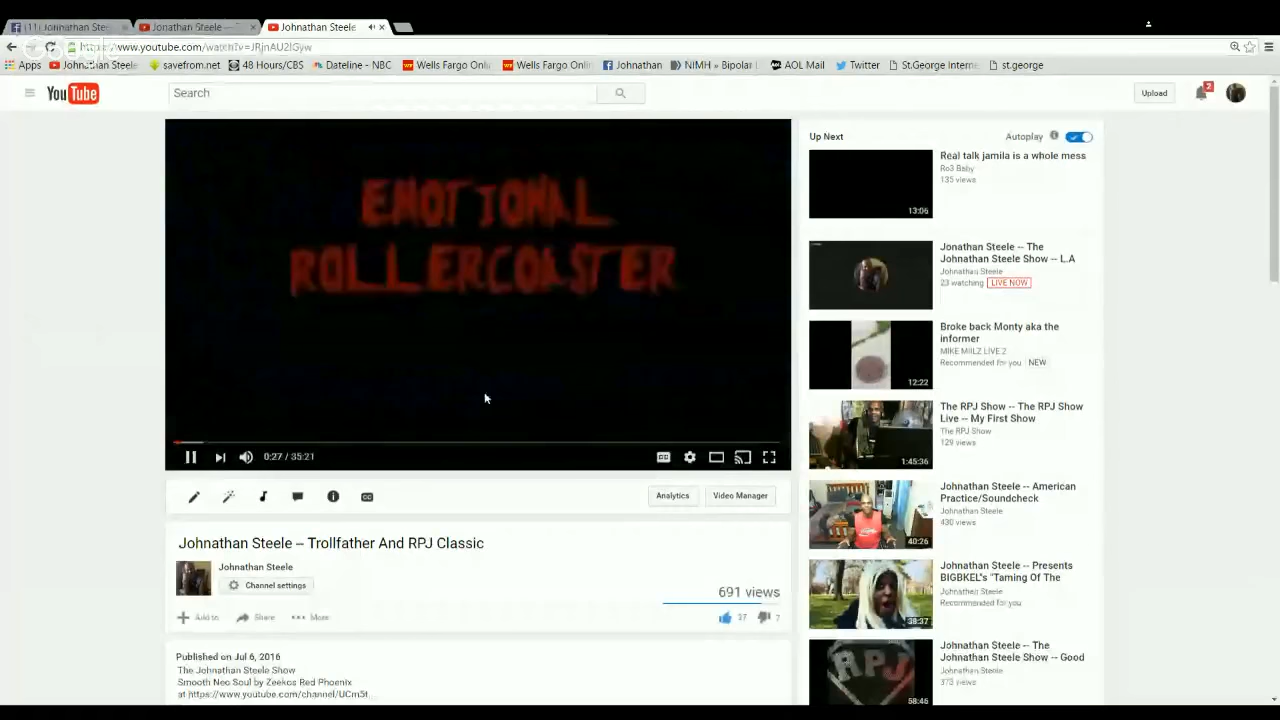 (11) Johnathan Stee
Jonathan Steele --
Johnathan Steele
https://www.youtube.com/watch?v=JRjnAU2lGyw
Apps
Johnathan Steele
savefrom.net
48 Hours/CBS
Dateline - NBC
Wells Fargo Onli
Wells Fargo Onli
Johnathan
NIMH » Bipolar
AOL Mail
Twitter
St.George Interne
st.george
YouTube
Search
Upload
2
EMOTIONAL
ROLLERCOASTER
0:27 / 35:21
Analytics
Video Manager
Johnathan Steele -- Trollfather And RPJ Classic
Johnathan Steele
Channel settings
691 views
Add to
Share
More
37
7
Published on Jul 6, 2016
The Johnathan Steele Show
Smooth Neo Soul by Zeekos Red Phoenix
at https://www.youtube.com/channel/UCm5t...
Up Next
Autoplay
Real talk jamila is a whole mess
Ro3 Baby
135 views
13:06
Jonathan Steele -- The
Johnathan Steele Show -- L.A
Johnathan Steele
23 watching
LIVE NOW
Broke back Monty aka the
informer
MIKE MIILZ LIVE 2
Recommended for you
NEW
12:22
The RPJ Show -- The RPJ Show
Live -- My First Show
The RPJ Show
129 views
1:45:36
Johnathan Steele -- American
Practice/Soundcheck
Johnathan Steele
430 views
40:26
Johnathan Steele -- Presents
BIGBKEL's "Taming Of The
Johnathan Steele
Recommended for you
38:37
Johnathan Steele -- The
Johnathan Steele Show -- Good
Johnathan Steele
375 views
RPJ
58:45